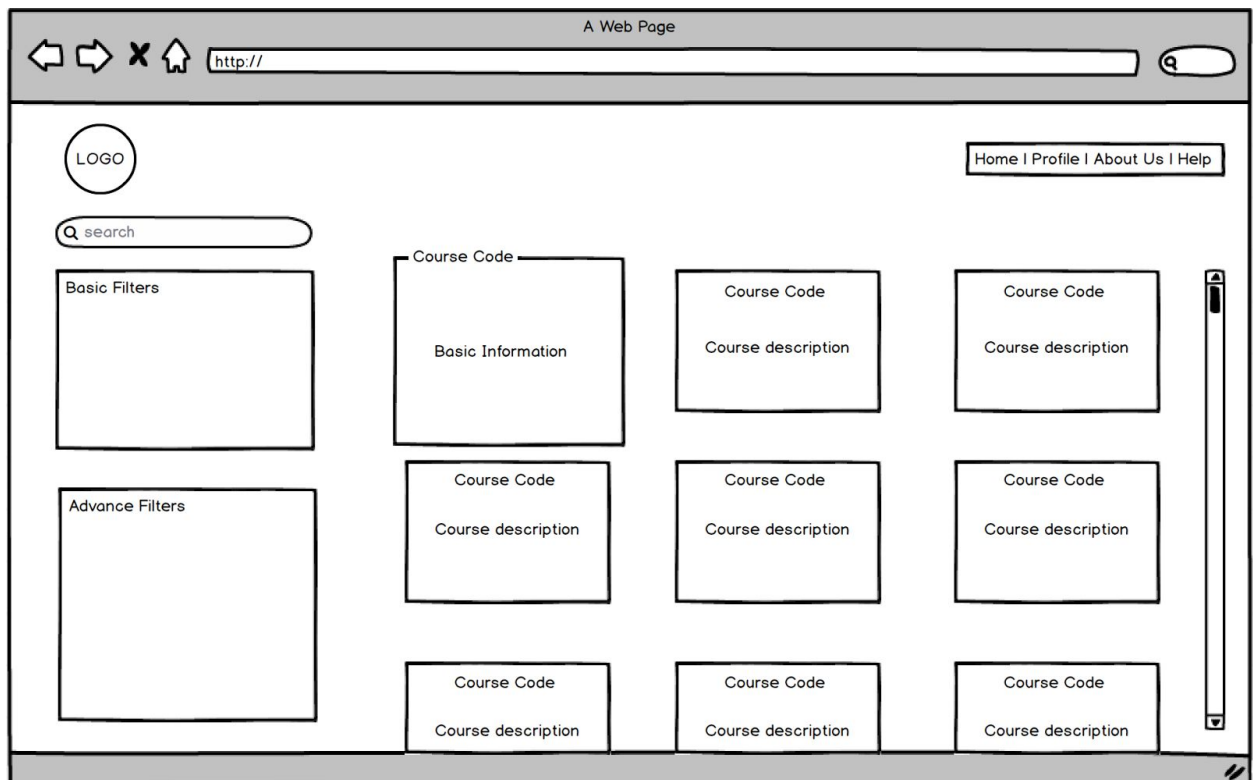 A Web Page
http://
LOGO
Home | Profile | About Us | Help
search
Basic Filters
Advance Filters
Course Code
Basic Information
Course Code
Course description
Course Code
Course description
Course Code
Course description
Course Code
Course description
Course Code
Course description
Course Code
Course description
Course Code
Course description
Course Code
Course description